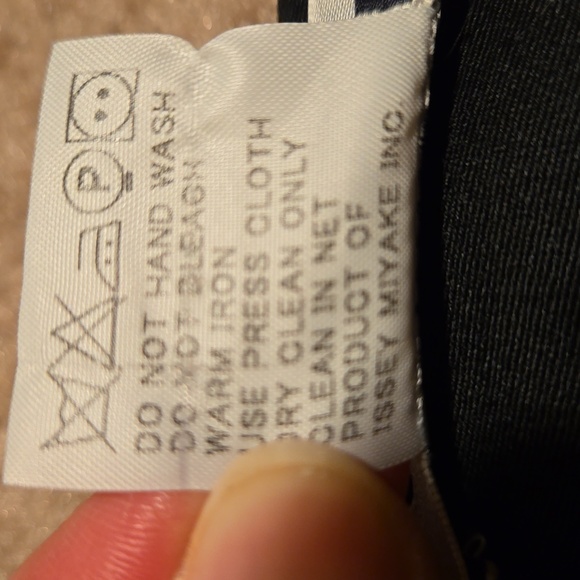 DO NOT HAND WASH
DO NOT BLEACH
WARM IRON
USE PRESS CLOTH
DRY CLEAN ONLY
CLEAN IN NET
PRODUCT OF
ISSEY MIYAKE INC.
P